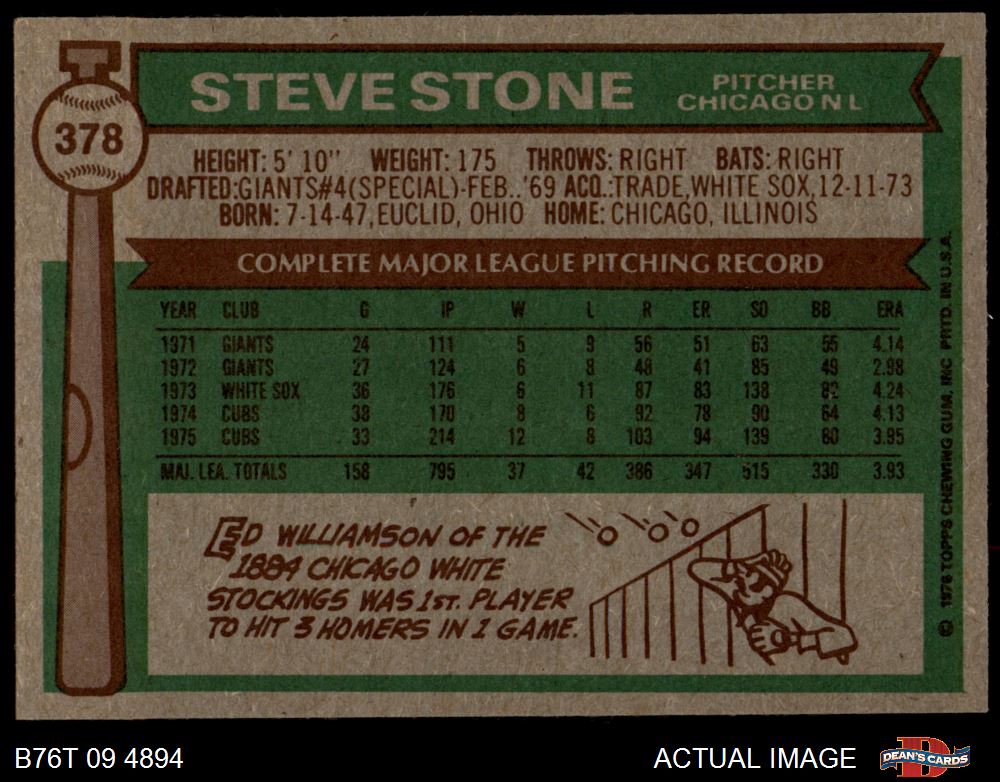 378
STEVE STONE
PITCHER
CHICAGO N L
HEIGHT: 5' 10" WEIGHT: 175 THROWS: RIGHT BATS: RIGHT
DRAFTED:GIANTS#4(SPECIAL)-FEB..'69 ACQ.:TRADE,WHITE SOX,12-11-73
BORN: 7-14-47,EUCLID, OHIO HOME: CHICAGO, ILLINOIS
COMPLETE MAJOR LEAGUE PITCHING RECORD
YEAR CLUB G IP W L R ER SO BB ERA
1971 GIANTS 24 111 5 9 56 51 63 55 4.14
1972 GIANTS 27 124 6 8 48 41 85 49 2.98
1973 WHITE SOX 36 176 6 11 87 83 138 82 4.24
1974 CUBS 38 170 8 6 92 78 90 64 4.13
1975 CUBS 33 214 12 8 103 94 139 80 3.95
MAJ. LEA. TOTALS 158 795 37 42 386 347 515 330 3.93
ED WILLIAMSON OF THE
1884 CHICAGO WHITE
STOCKINGS WAS 1ST. PLAYER
TO HIT 3 HOMERS IN 1 GAME.
© 1976 TOPPS CHEWING GUM, INC PRTD. IN U.S.A.
B76T 09 4894
ACTUAL IMAGE
D
DEAN'S CARDS